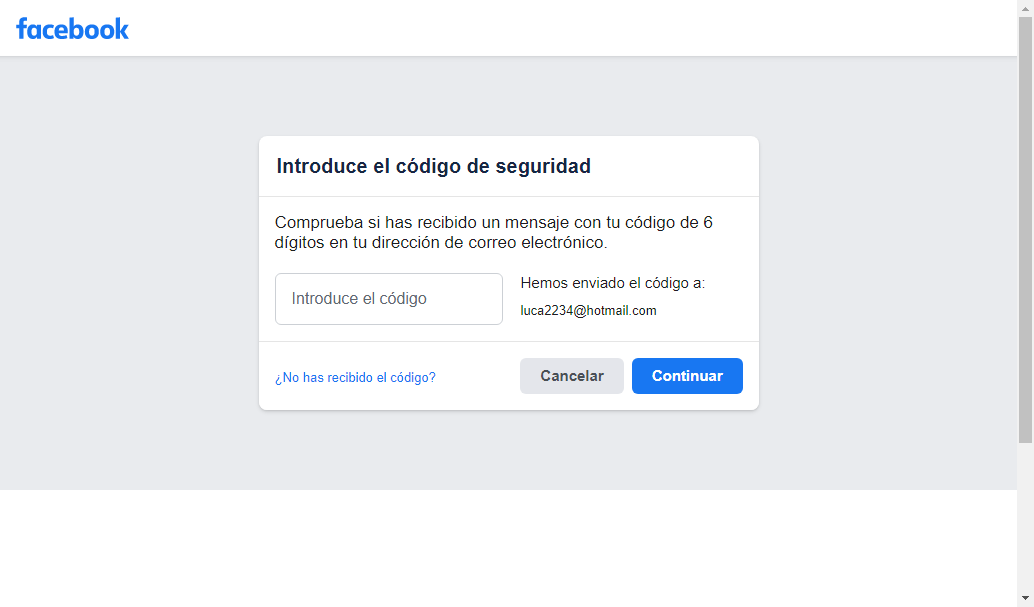 facebook
Introduce el código de seguridad
Comprueba si has recibido un mensaje con tu código de 6
dígitos en tu dirección de correo electrónico.
Introduce el código
Hemos enviado el código a:
luca2234@hotmail.com
¿No has recibido el código?
Cancelar
Continuar